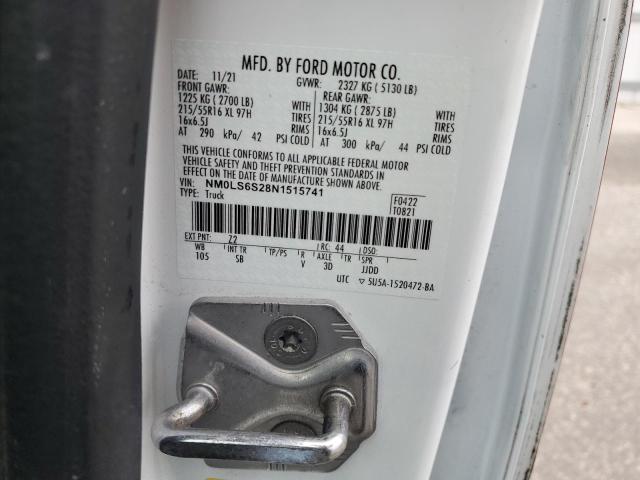 MFD. BY FORD MOTOR CO.
DATE: 11/21 GVWR: 2327 KG ( 5130 LB)
FRONT GAWR: REAR GAWR:
1225 KG ( 2700 LB) WITH 1304 KG ( 2875 LB) WITH
215/55R16 XL 97H TIRES 215/55R16 XL 97H TIRES
16x6.5J RIMS 16x6.5J RIMS
AT 290 kPa/ 42 PSI COLD AT 300 kPa/ 44 PSI COLD
THIS VEHICLE CONFORMS TO ALL APPLICABLE FEDERAL MOTOR
VEHICLE SAFETY AND THEFT PREVENTION STANDARDS IN
EFFECT ON THE DATE OF MANUFACTURE SHOWN ABOVE.
VIN: NM0LS6S28N1515741 F0422
TYPE: Truck T0821
EXT PNT: Z2 RC: 44 DSO:
WB INT TR TP/PS R AXLE TR SPR
105 SB V 3D JJDD
UTC ▽ 5U5A-1520472-BA